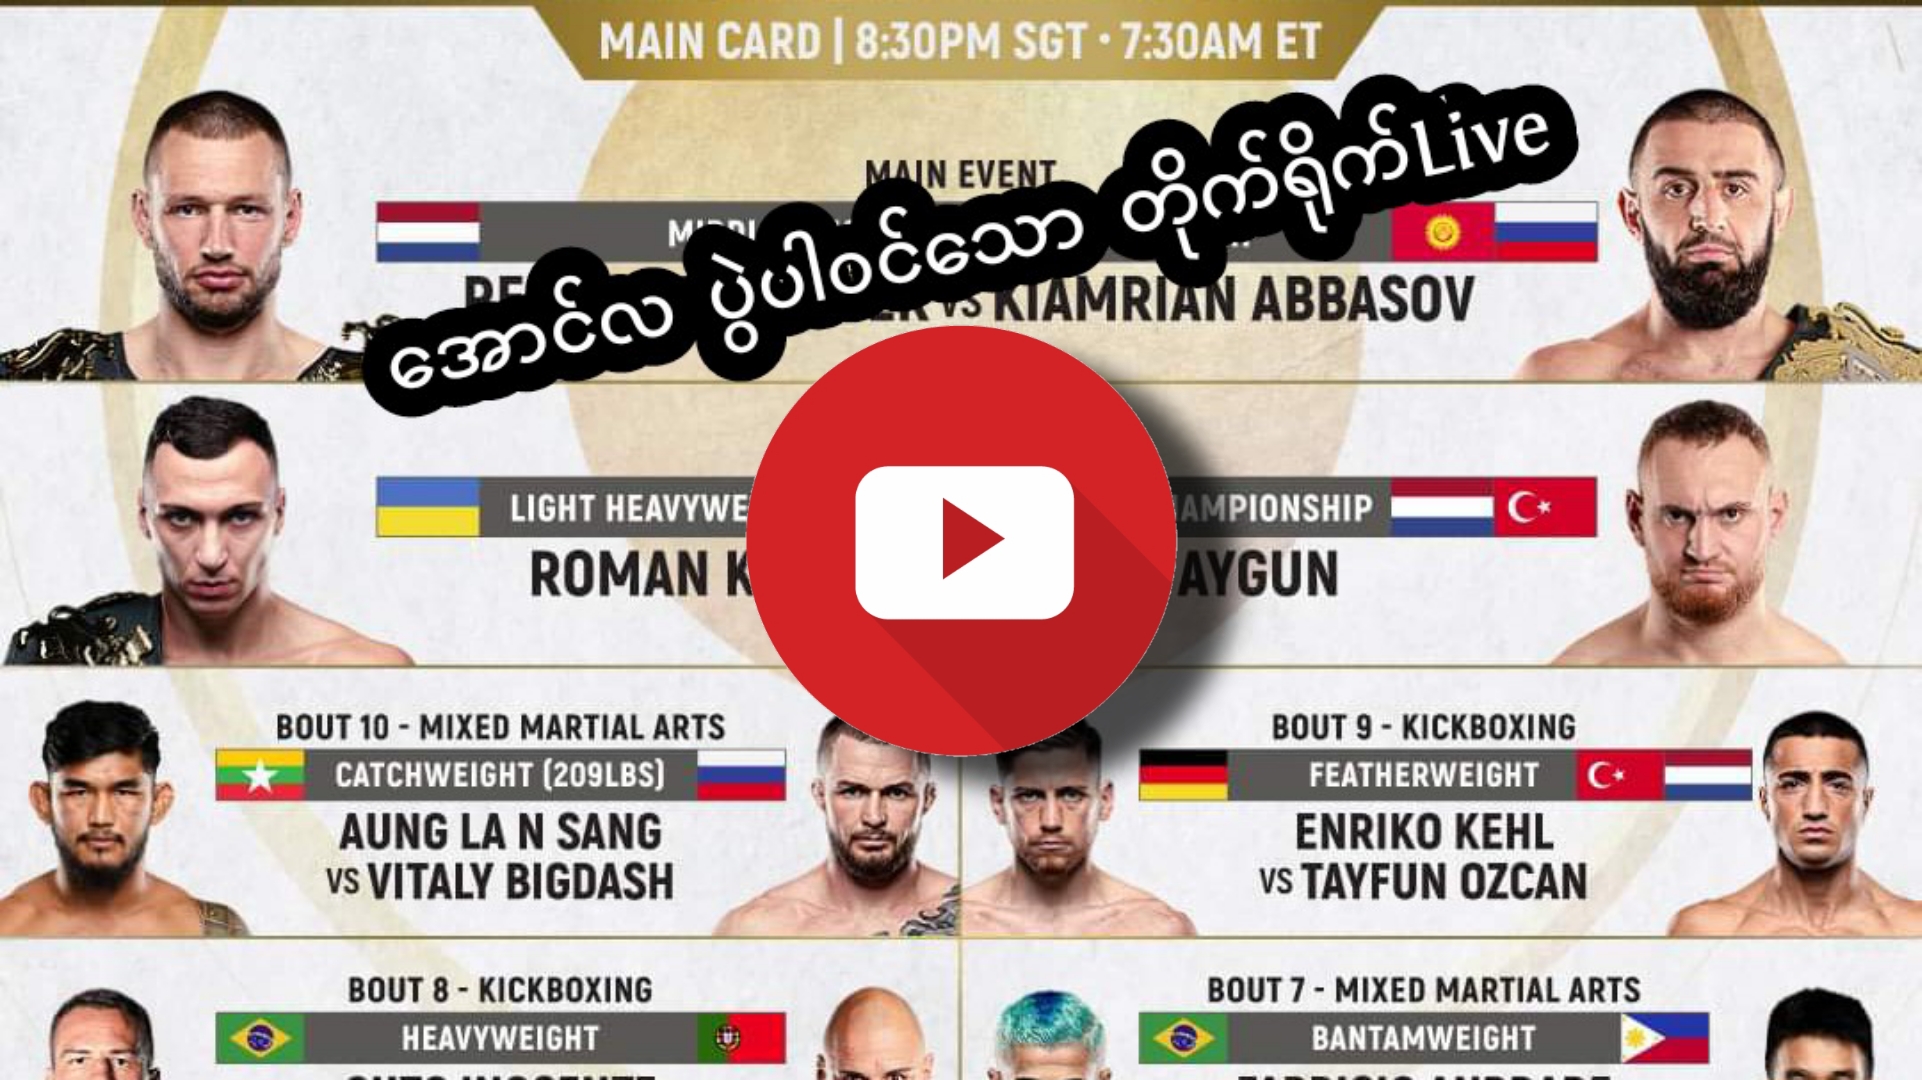 MAIN CARD | 8:30PM SGT • 7:30AM ET
MAIN EVENT
အောင်လ ပွဲပါဝင်သော တိုက်ရိုက်Live
VS KIAMRIAN ABBASOV
LIGHT HEAVYWE
AMPIONSHIP
ROMAN K
AYGUN
BOUT 10 - MIXED MARTIAL ARTS
CATCHWEIGHT (209LBS)
AUNG LA N SANG
VS VITALY BIGDASH
BOUT 9 - KICKBOXING
FEATHERWEIGHT
ENRIKO KEHL
VS TAYFUN OZCAN
BOUT 8 - KICKBOXING
HEAVYWEIGHT
BOUT 7 - MIXED MARTIAL ARTS
BANTAMWEIGHT